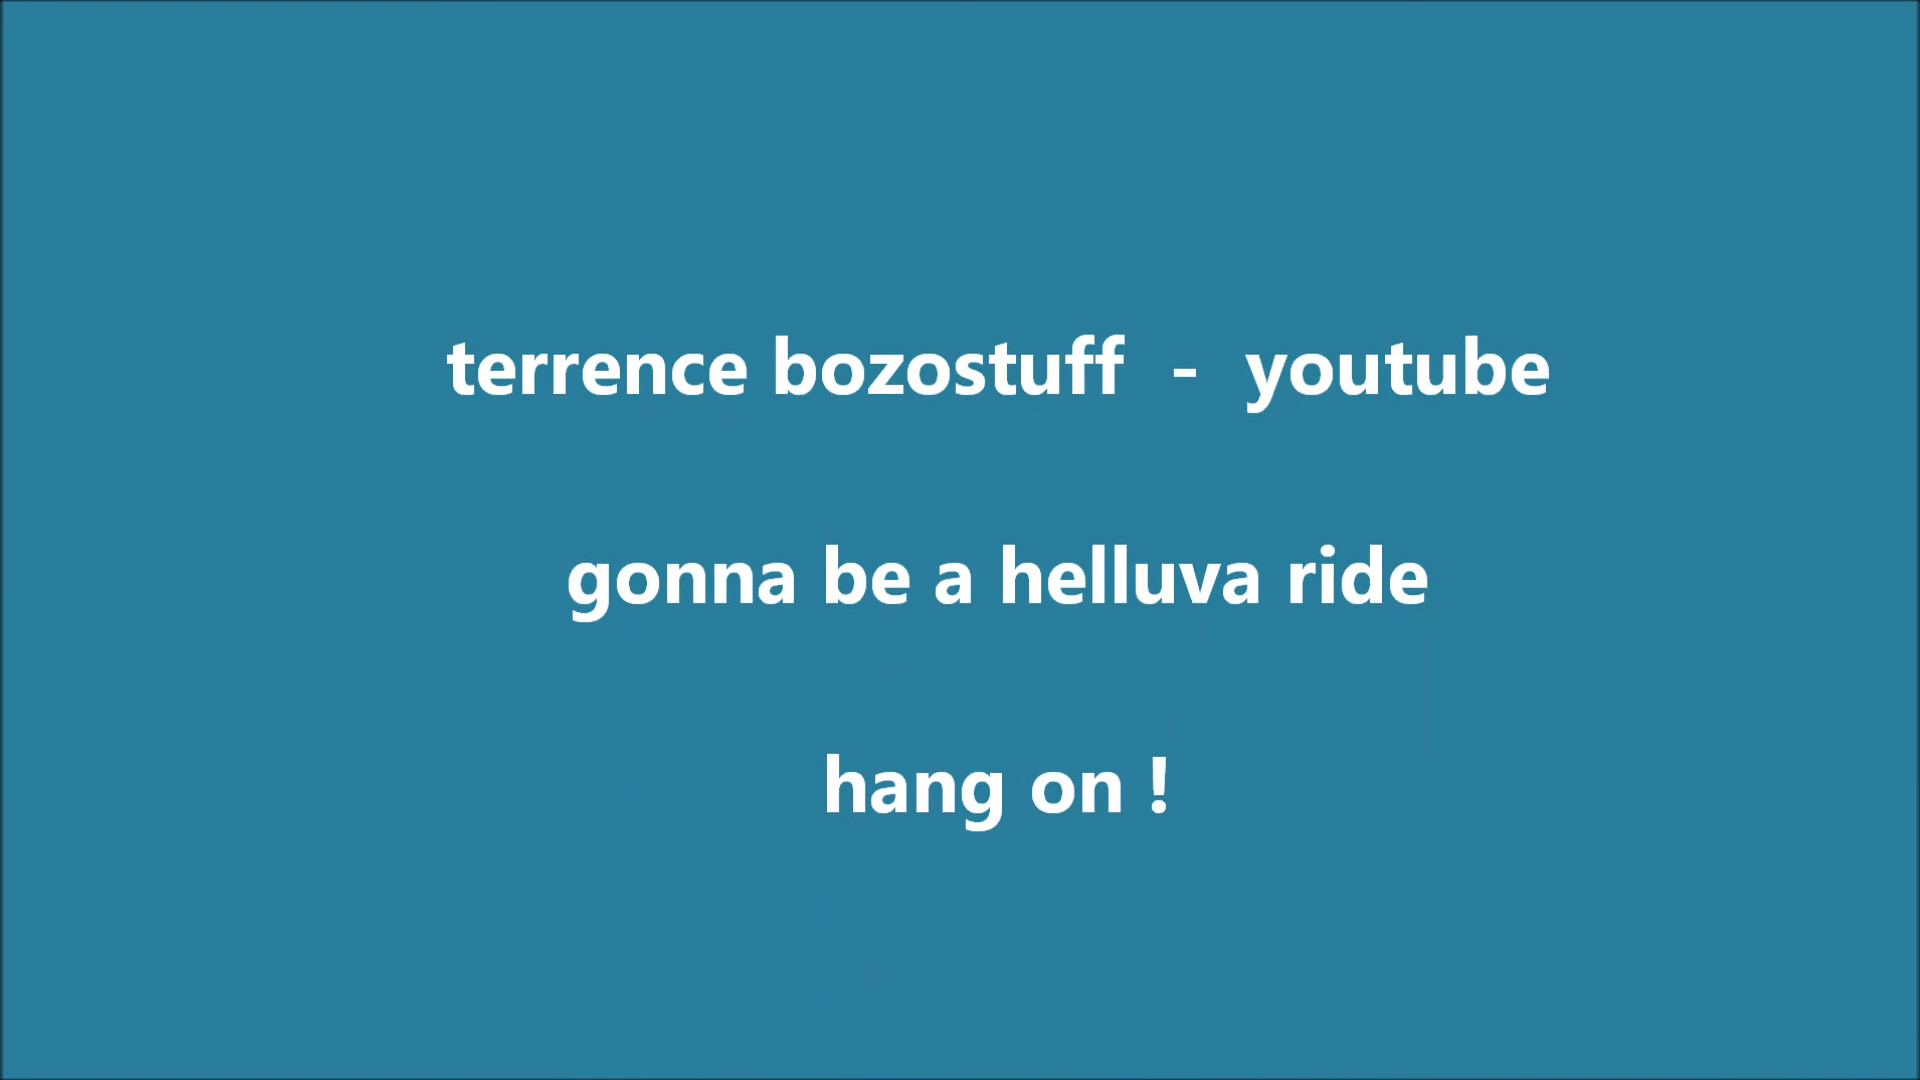 terrence bozostuff  -  youtube
gonna be a helluva ride
hang on !